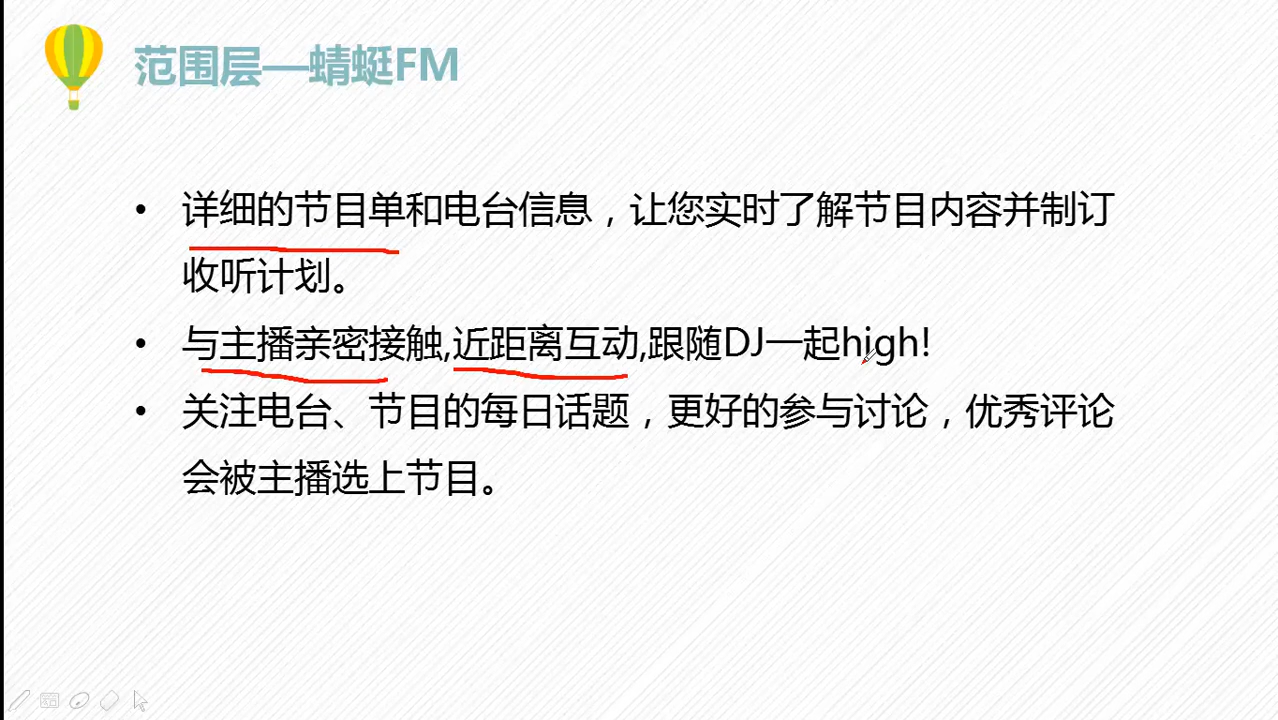 范围层—蜻蜓FM
• 详细的节目单和电台信息，让您实时了解节目内容并制订
收听计划。
• 与主播亲密接触,近距离互动,跟随DJ一起high!
• 关注电台、节目的每日话题，更好的参与讨论，优秀评论
会被主播选上节目。